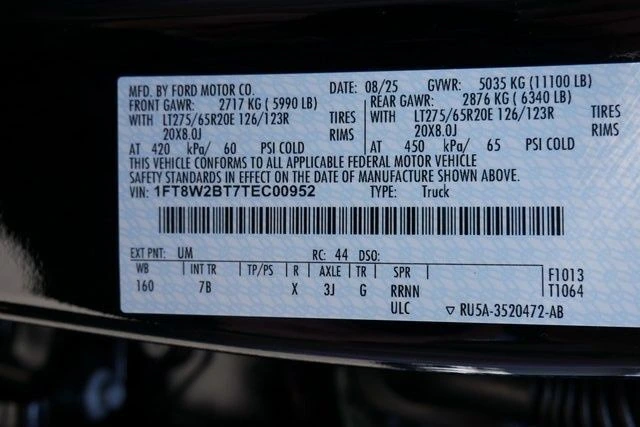 MFD. BY FORD MOTOR CO. DATE: 08/25 GVWR: 5035 KG (11100 LB)
FRONT GAWR: 2717 KG ( 5990 LB) REAR GAWR: 2876 KG ( 6340 LB)
WITH LT275/65R20E 126/123R TIRES WITH LT275/65R20E 126/123R TIRES
20X8.0J RIMS 20X8.0J RIMS
AT 420 kPa/ 60 PSI COLD AT 450 kPa/ 65 PSI COLD
THIS VEHICLE CONFORMS TO ALL APPLICABLE FEDERAL MOTOR VEHICLE
SAFETY STANDARDS IN EFFECT AS OF THE DATE OF MANUFACTURE SHOWN ABOVE.
VIN: 1FT8W2BT7TEC00952 TYPE: Truck
EXT PNT: UM RC: 44 DSO:
WB INT TR TP/PS R AXLE TR SPR F1013
160 7B X 3J G RRNN T1064
ULC ▽ RU5A-3520472-AB